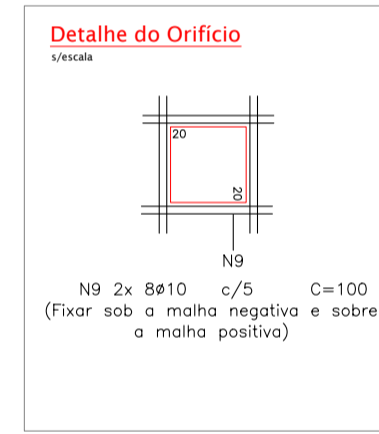 Detalhe do Orifício
s/escala
20
20
N9
N9 2x 8ø10 c/5 C=100
(Fixar sob a malha negativa e sobre
a malha positiva)